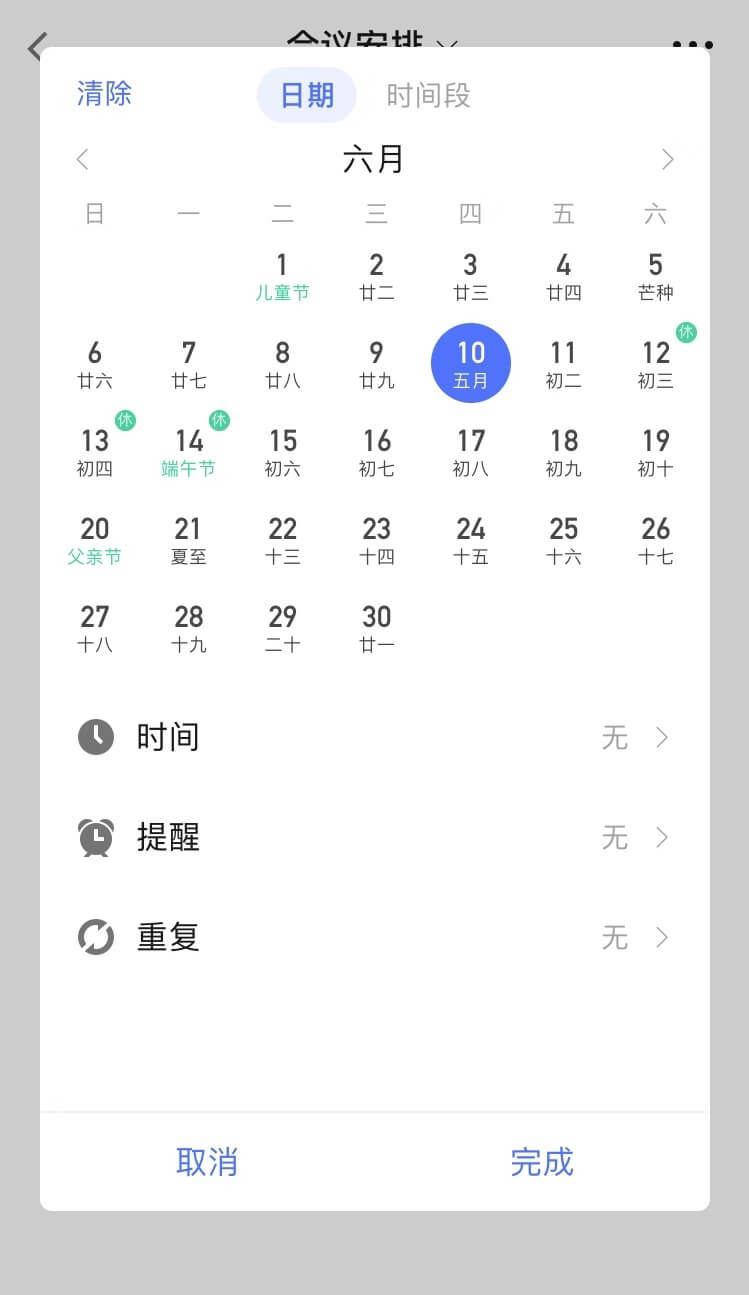 会议安排
清除 日期 时间段
六月
日 一 二 三 四 五 六
1 2 3 4 5
儿童节 廿二 廿三 廿四 芒种
休
6 7 8 9 10 11 12
廿六 廿七 廿八 廿九 五月 初二 初三
休 休
13 14 15 16 17 18 19
初四 端午节 初六 初七 初八 初九 初十
20 21 22 23 24 25 26
父亲节 夏至 十三 十四 十五 十六 十七
27 28 29 30
十八 十九 二十 廿一
时间 无
提醒 无
重复 无
取消 完成